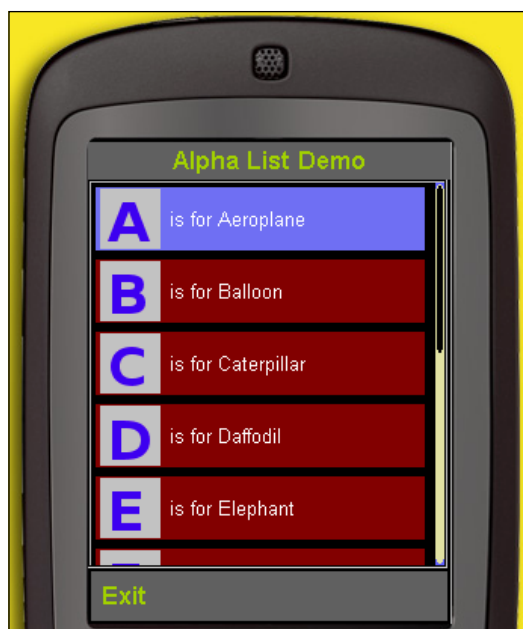 Alpha List Demo
A is for Aeroplane
B is for Balloon
C is for Caterpillar
D is for Daffodil
E is for Elephant
Exit